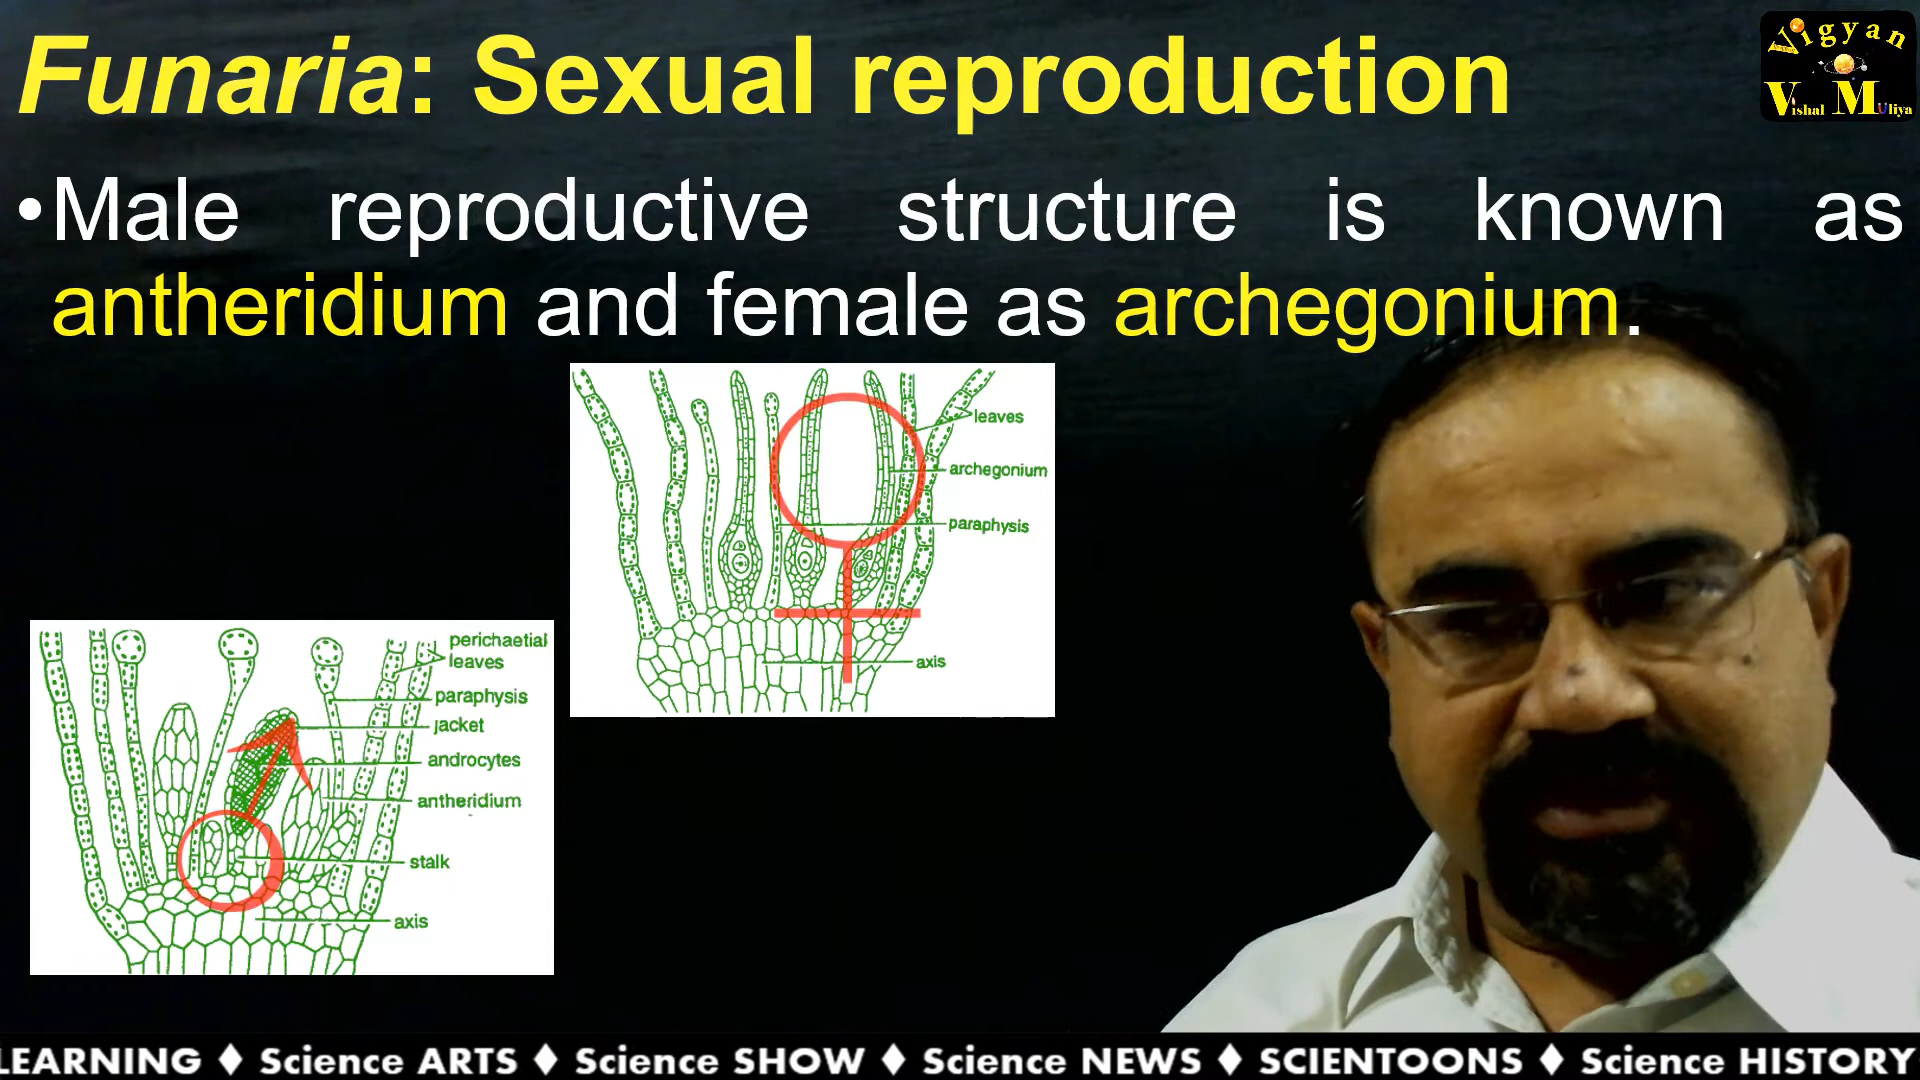 Funaria: Sexual reproduction
Vigyan
Vishal Muliya
•Male reproductive structure is known as
antheridium and female as archegonium.
leaves
archegonium
paraphysis
axis
perichaetial
leaves
paraphysis
jacket
androcytes
antheridium
stalk
axis
LEARNING ♦ Science ARTS ♦ Science SHOW ♦ Science NEWS ♦ SCIENTOONS ♦ Science HISTORY